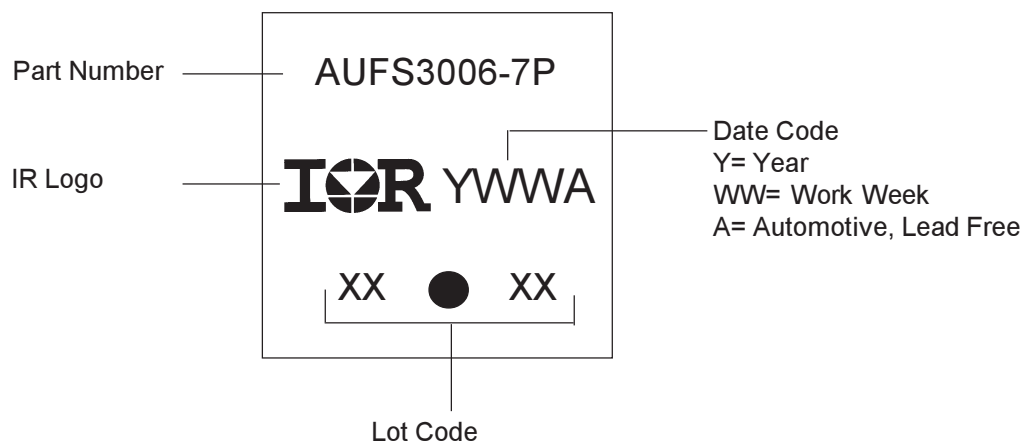 Part Number
AUFS3006-7P
IR Logo
IOR YWWA
Date Code
Y= Year
WW= Work Week
A= Automotive, Lead Free
XX XX
Lot Code